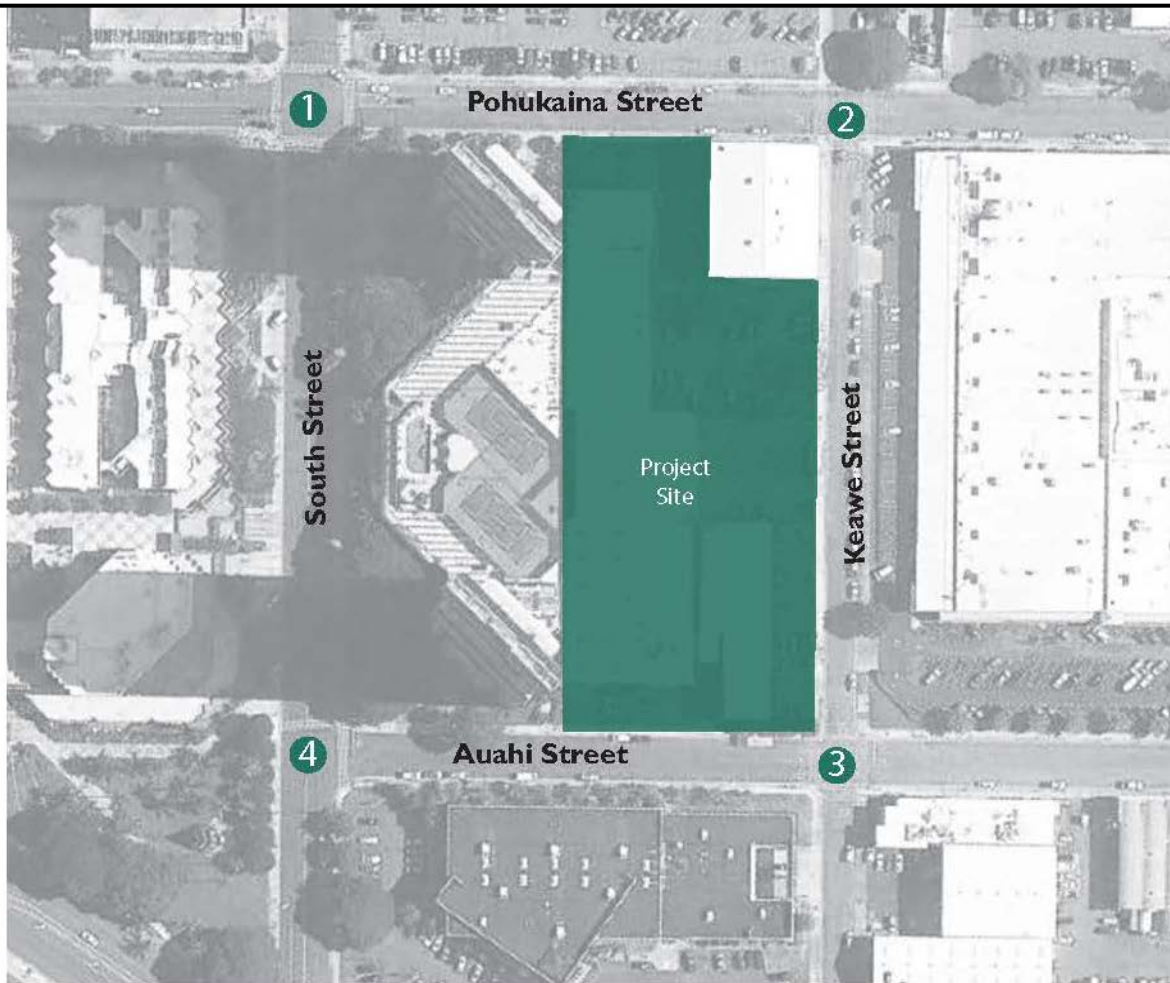 1
Pohukaina Street
2
South Street
Project
Site
Keawe Street
4
Auahi Street
3